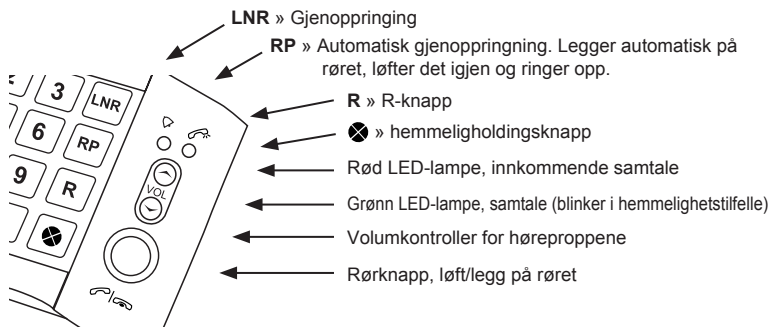 LNR » Gjenoppringing
RP » Automatisk gjenoppringning. Legger automatisk på
røret, løfter det igjen og ringer opp.
R » R-knapp
» hemmeligholdingsknapp
Rød LED-lampe, innkommende samtale
Grønn LED-lampe, samtale (blinker i hemmelighetstilfelle)
Volumkontroller for høreproppene
Rørknapp, løft/legg på røret
3 LNR
6 RP
9 R
VOL